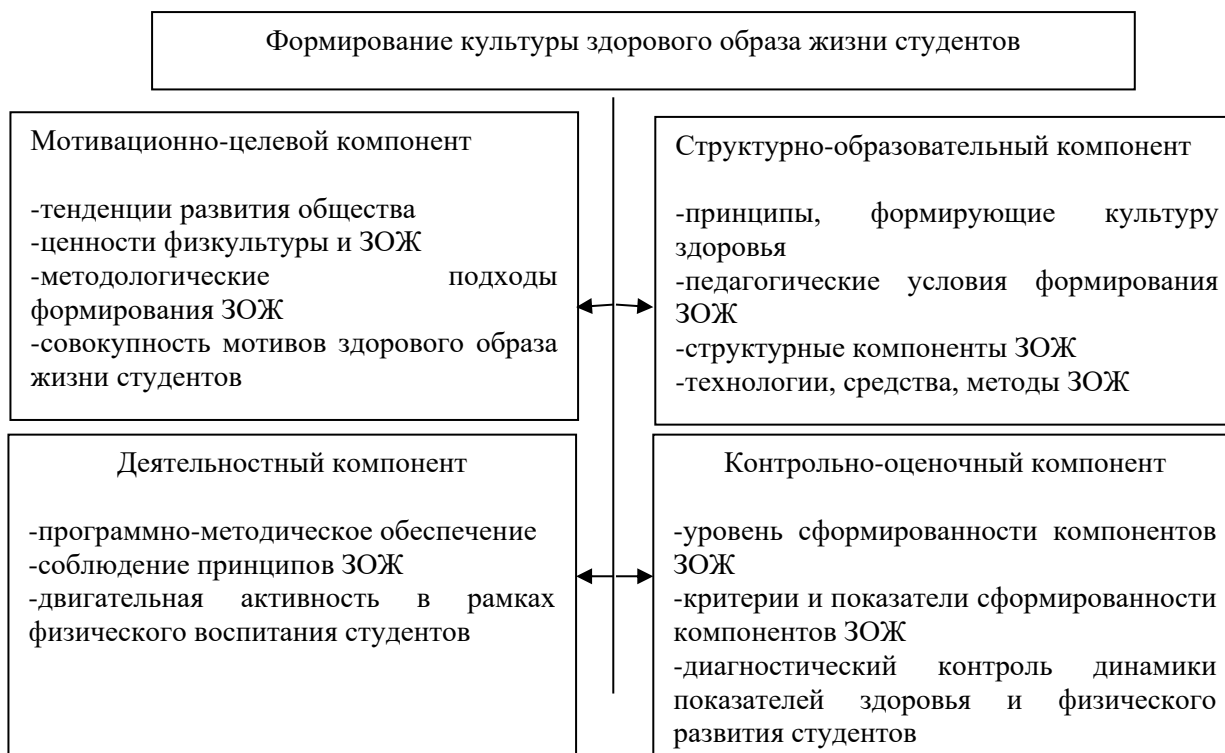 Формирование культуры здорового образа жизни студентов
Мотивационно-целевой компонент
-тенденции развития общества
-ценности физкультуры и ЗОЖ
-методологические подходы
формирования ЗОЖ
-совокупность мотивов здорового образа
жизни студентов
Структурно-образовательный компонент
-принципы, формирующие культуру
здоровья
-педагогические условия формирования
ЗОЖ
-структурные компоненты ЗОЖ
-технологии, средства, методы ЗОЖ
Деятельностный компонент
-программно-методическое обеспечение
-соблюдение принципов ЗОЖ
-двигательная активность в рамках
физического воспитания студентов
Контрольно-оценочный компонент
-уровень сформированности компонентов
ЗОЖ
-критерии и показатели сформированности
компонентов ЗОЖ
-диагностический контроль динамики
показателей здоровья и физического
развития студентов